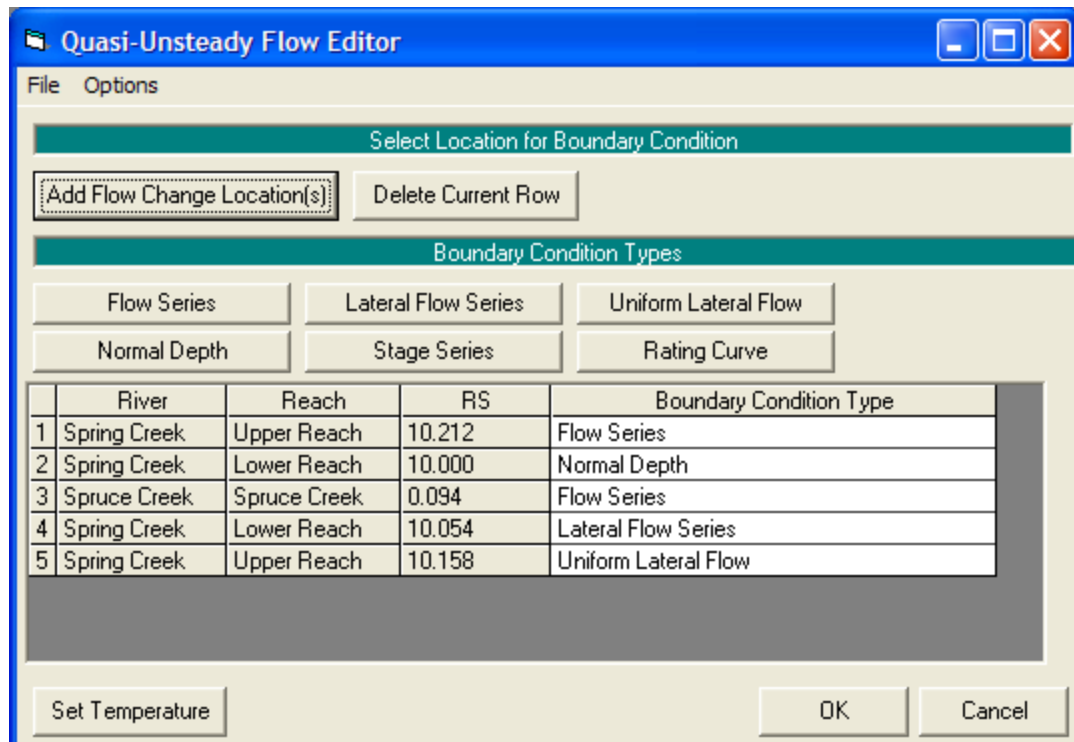 Quasi-Unsteady Flow Editor
File Options
Select Location for Boundary Condition
Add Flow Change Location(s) Delete Current Row
Boundary Condition Types
Flow Series Lateral Flow Series Uniform Lateral Flow
Normal Depth Stage Series Rating Curve
River Reach RS Boundary Condition Type
1 Spring Creek Upper Reach 10.212 Flow Series
2 Spring Creek Lower Reach 10.000 Normal Depth
3 Spruce Creek Spruce Creek 0.094 Flow Series
4 Spring Creek Lower Reach 10.054 Lateral Flow Series
5 Spring Creek Upper Reach 10.158 Uniform Lateral Flow
Set Temperature OK Cancel